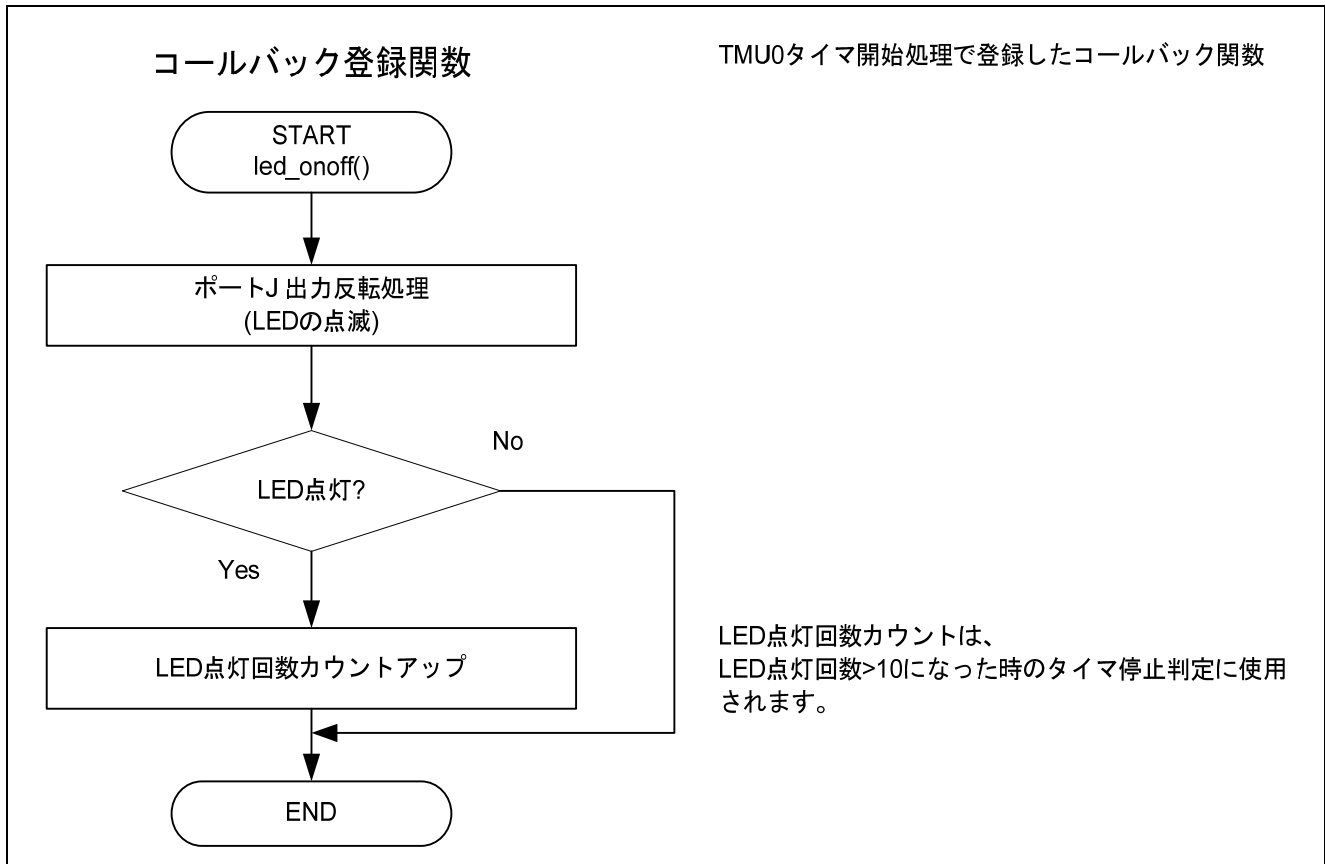 コールバック登録関数
TMU0タイマ開始処理で登録したコールバック関数
START
led_onoff()
ポートJ 出力反転処理
(LEDの点滅)
LED点灯?
No
Yes
LED点灯回数カウントアップ
LED点灯回数カウントは、
LED点灯回数>10になった時のタイマ停止判定に使用
されます。
END